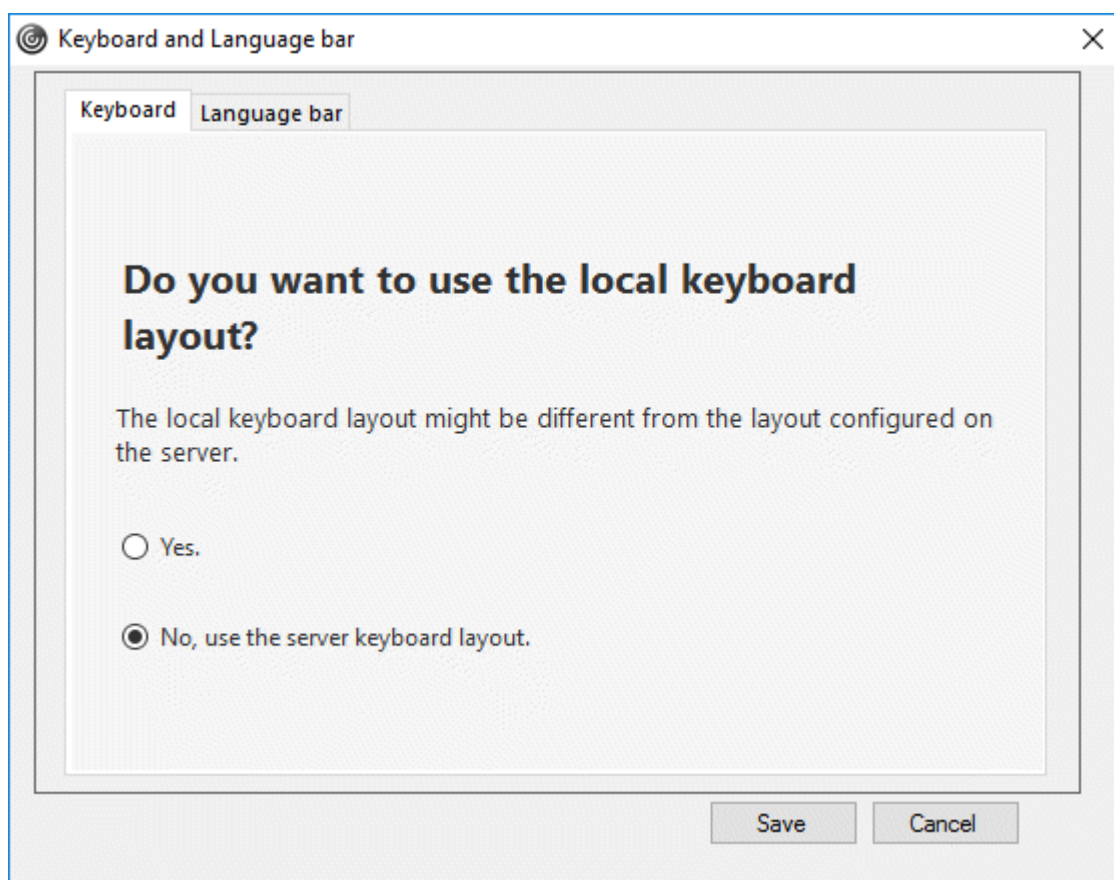 Keyboard and Language bar
Keyboard
Language bar
Do you want to use the local keyboard
layout?
The local keyboard layout might be different from the layout configured on
the server.
Yes.
No, use the server keyboard layout.
Save
Cancel